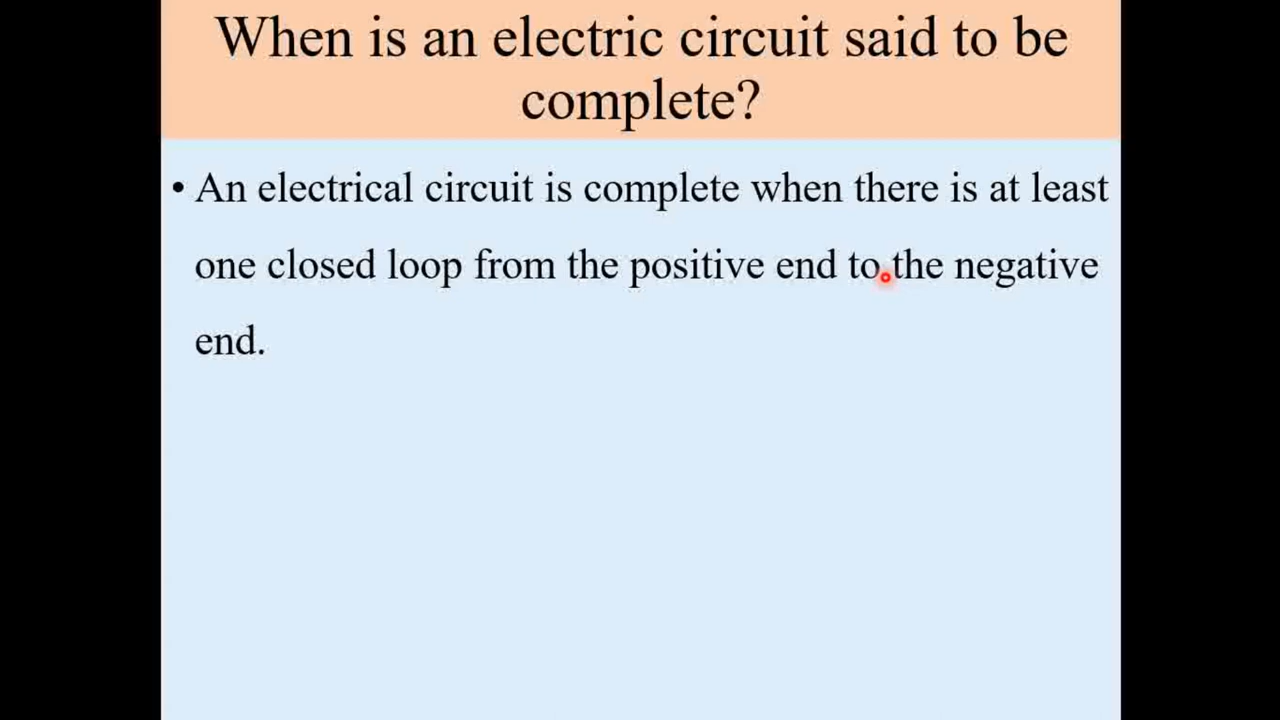 When is an electric circuit said to be
complete?
• An electrical circuit is complete when there is at least
one closed loop from the positive end to the negative
end.